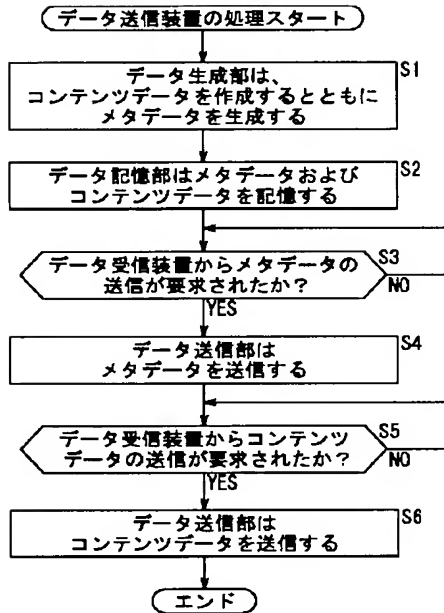 データ送信装置の処理スタート
S1
データ生成部は、
コンテンツデータを作成するとともに
メタデータを生成する
S2
データ記憶部はメタデータおよび
コンテンツデータを記憶する
S3
データ受信装置からメタデータの
送信が要求されたか?
NO
YES
S4
データ送信部は
メタデータを送信する
S5
データ受信装置からコンテンツ
データの送信が要求されたか?
NO
YES
S6
データ送信部は
コンテンツデータを送信する
エンド